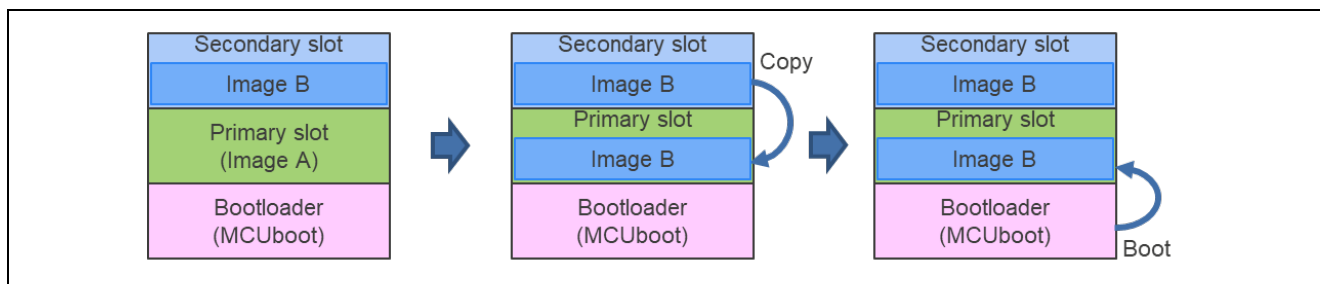 Secondary slot
Image B
Primary slot
(Image A)
Bootloader
(MCUboot)
Secondary slot
Image B
Copy
Primary slot
Image B
Bootloader
(MCUboot)
Secondary slot
Image B
Primary slot
Image B
Bootloader
(MCUboot)
Boot